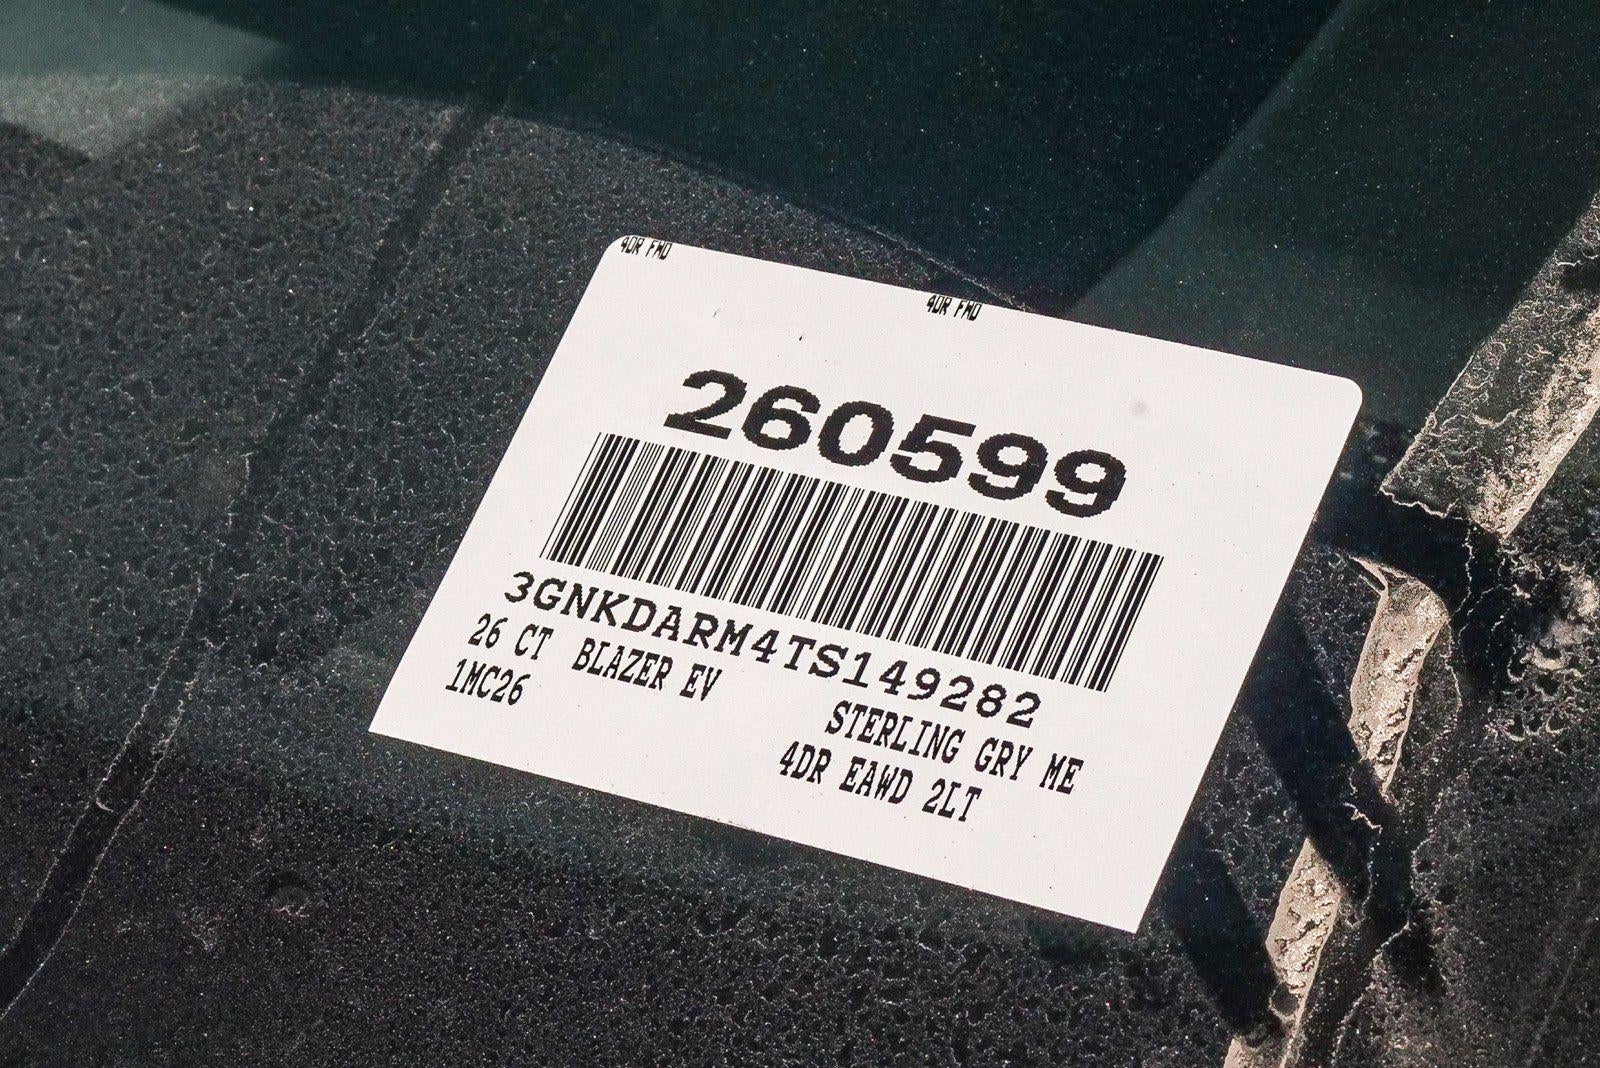 4DR FWD
4DR FWD
260599
3GNKDARM4TS149282
26 CT BLAZER EV
STERLING GRY ME
1MC26
4DR EAWD 2LT